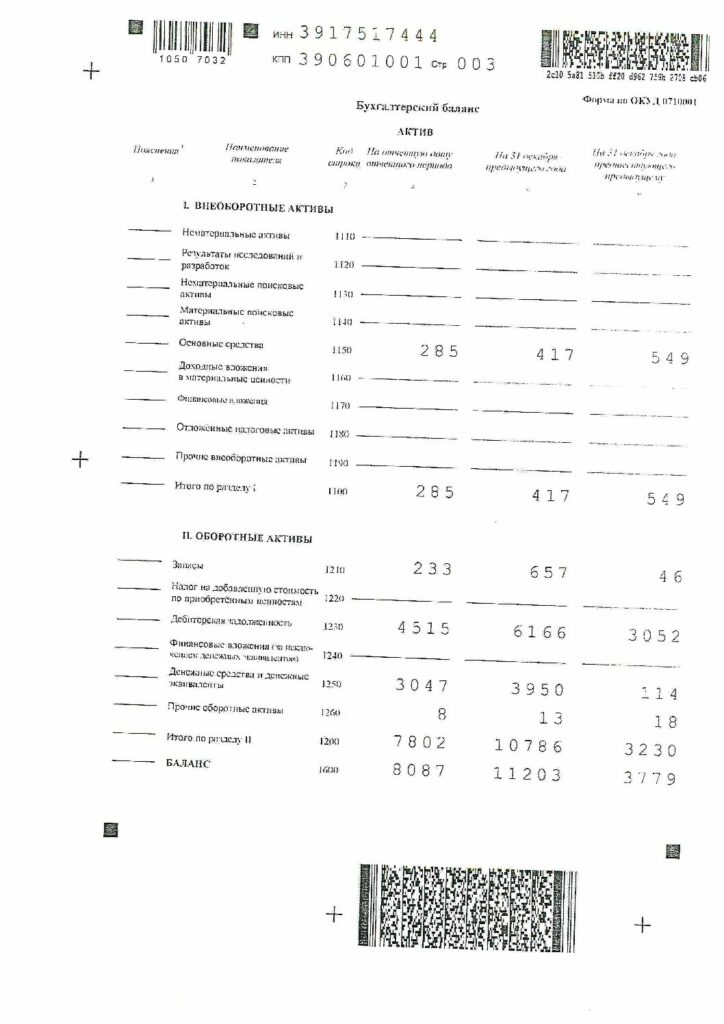 ИНН 3917517444
1050 7032
КПП 390601001 Стр 003
2c10 5a81 510b ff20 d962 759b 2708 cb06
Форма по ОКУД 0710001
Бухгалтерский баланс
АКТИВ
Пояснения 1 Наименование показателя Код строки На отчетную дату отчетного периода На 31 декабря предыдущего года На 31 декабря года, предшествующего предыдущему
1 2 3 4 5 6
I. ВНЕОБОРОТНЫЕ АКТИВЫ
Нематериальные активы 1110
Результаты исследований и разработок 1120
Нематериальные поисковые активы 1130
Материальные поисковые активы 1140
Основные средства 1150 285 417 549
Доходные вложения в материальные ценности 1160
Финансовые вложения 1170
Отложенные налоговые активы 1180
Прочие внеоборотные активы 1190
Итого по разделу I 1100 285 417 549
II. ОБОРОТНЫЕ АКТИВЫ
Запасы 1210 233 657 46
Налог на добавленную стоимость по приобретённым ценностям 1220
Дебиторская задолженность 1230 4515 6166 3052
Финансовые вложения (за исключением денежных эквивалентов) 1240
Денежные средства и денежные эквиваленты 1250 3047 3950 114
Прочие оборотные активы 1260 8 13 18
Итого по разделу II 1200 7802 10786 3230
БАЛАНС 1600 8087 11203 3779